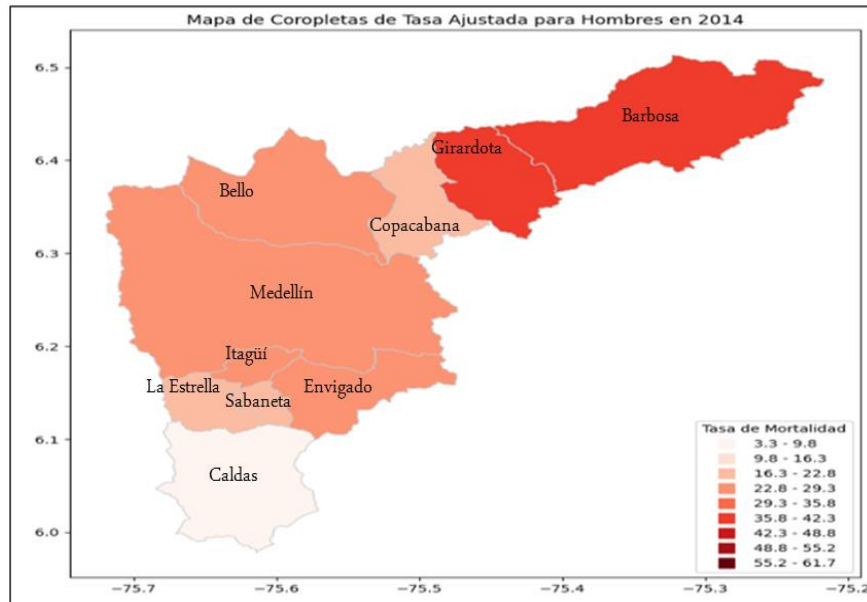 Mapa de Coropletas de Tasa Ajustada para Hombres en 2014
6.5
Barbosa
6.4
Girardota
Bello
Copacabana
6.3
Medellín
6.2
Itagüí
La Estrella
Envigado
Sabaneta
6.1
Caldas
6.0
Tasa de Mortalidad
3.3 - 9.8
9.8 - 16.3
16.3 - 22.8
22.8 - 29.3
29.3 - 35.8
35.8 - 42.3
42.3 - 48.8
48.8 - 55.2
55.2 - 61.7
−75.7 −75.6 −75.5 −75.4 −75.3 −75.2